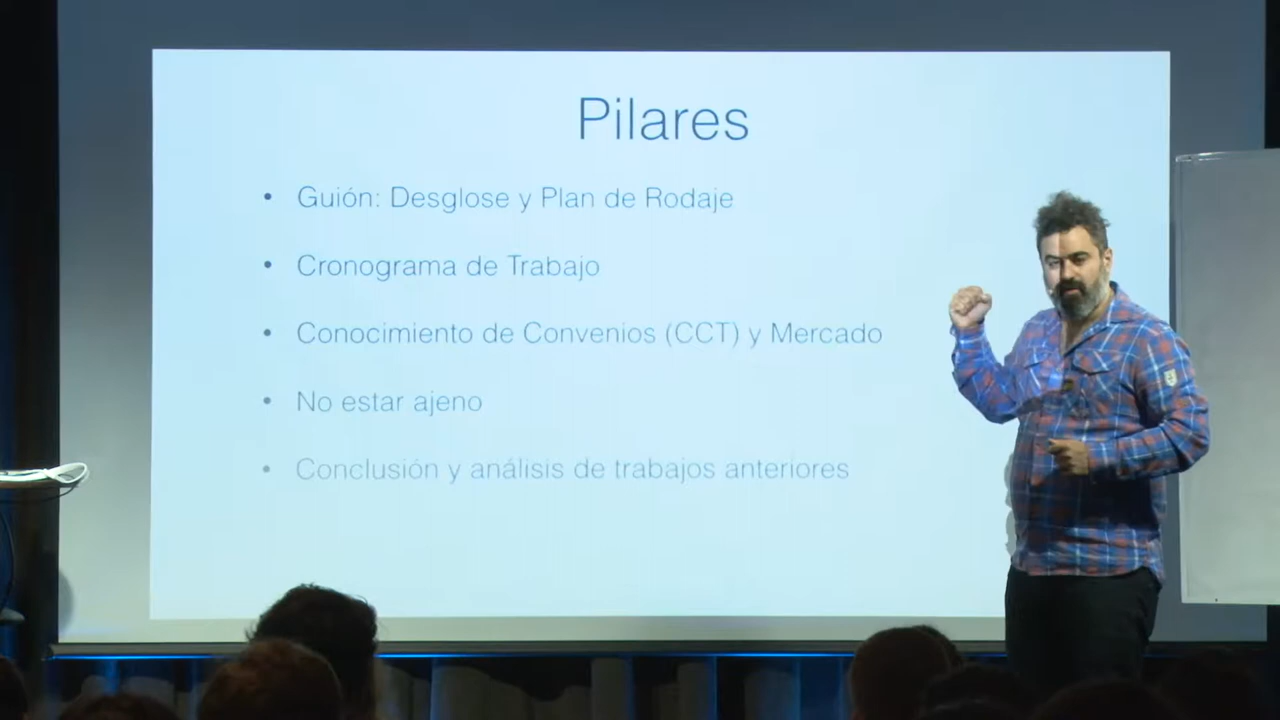 Pilares
• Guión: Desglose y Plan de Rodaje
• Cronograma de Trabajo
• Conocimiento de Convenios (CCT) y Mercado
• No estar ajeno
• Conclusión y análisis de trabajos anteriores